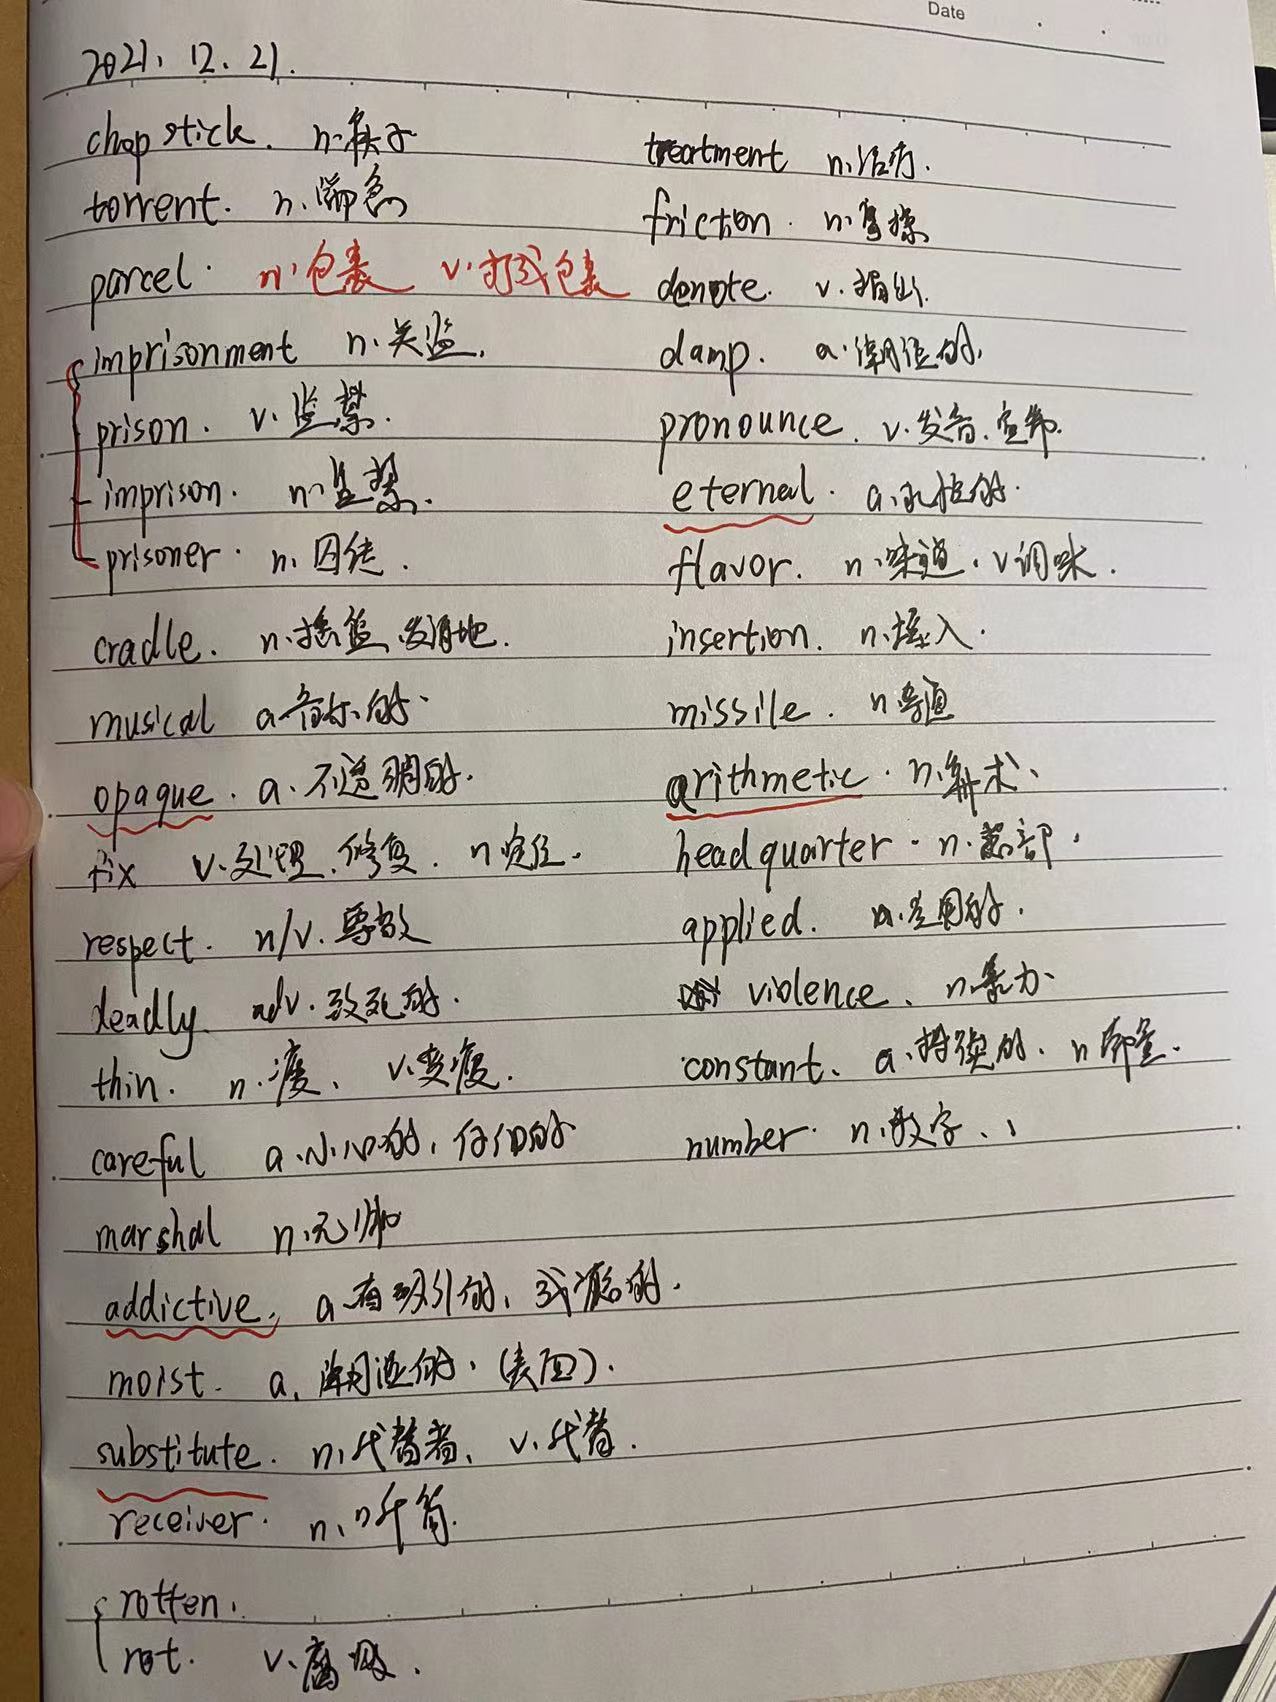 Date
2021. 12. 21.
chopstick. n.筷子
torrent. n.湍急
parcel. n.包裹 v.打成包裹
imprisonment n.关监.
prison. v.监禁.
imprison. n.监禁.
prisoner. n.囚徒.
cradle. n.摇篮、发源地.
musical a.音乐的.
opaque. a.不透明的.
fix v.处理、修复. n.定位.
respect. n/v.尊敬
deadly. adv.致死的.
thin. n.瘦、 v.变瘦.
careful a.小心的,仔细的
marshal n.元帅
addictive, a.有吸引的,成瘾的.
moist. a.潮湿的.(表面).
substitute. n.代替者、v.代替.
receiver. n.听筒.
rotten.
rot. v.腐败.
treatment n.治疗.
friction. n.摩擦
denote. v.指出.
damp. a.潮湿的,
pronounce. v.发音、宣布.
eternal. a.永恒的.
flavor. n.味道.v调味.
insertion. n.插入.
missile. n导弹
arithmetic. n.算术、
headquarter. n.总部.
applied. a.应用的.
violence、n.暴力.
constant、a.持续的. n常量.
number. n.数字、、